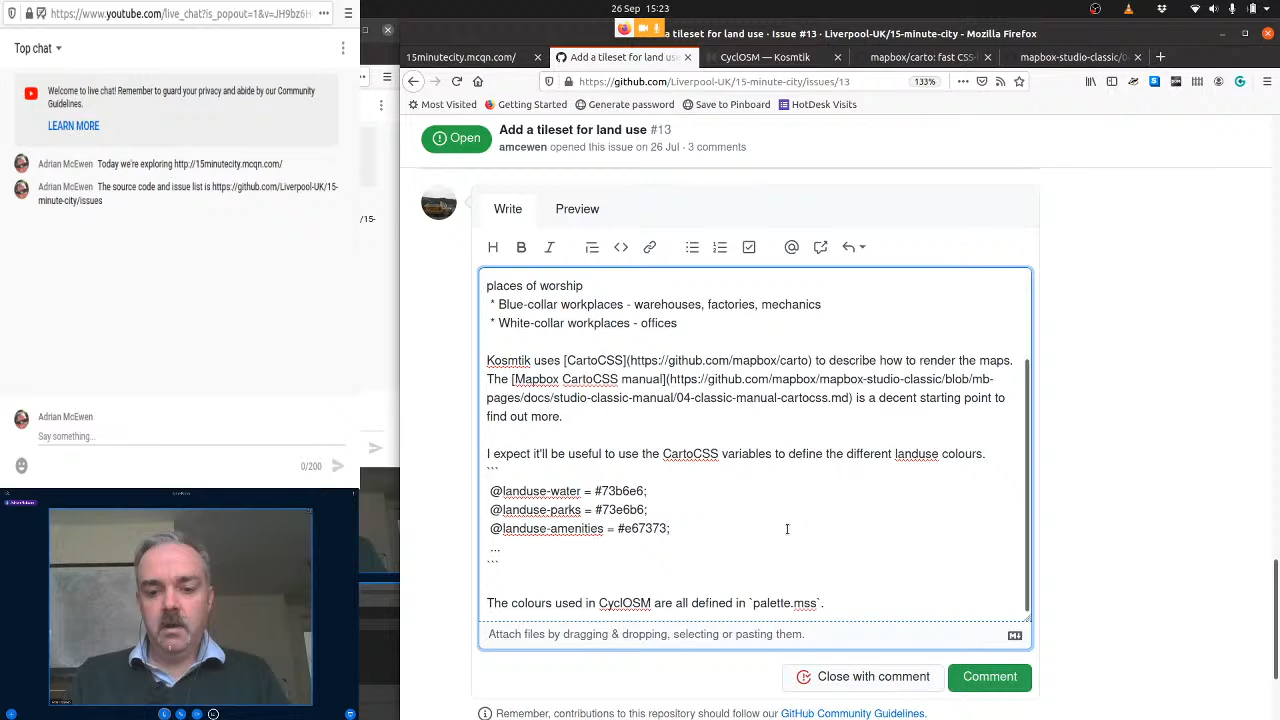 26 Sep 15:23
https://www.youtube.com/live_chat?is_popout=1&v=JH9bz6H
Top chat
Welcome to live chat! Remember to guard your privacy and abide by our Community
Guidelines.
LEARN MORE
Adrian McEwen Today we're exploring http://15minutecity.mcqn.com/
Adrian McEwen The source code and issue list is https://github.com/Liverpool-UK/15-
minute-city/issues
Adrian McEwen
Say something...
0/200
/15-
a tileset for land use · Issue #13 · Liverpool-UK/15-minute-city - Mozilla Firefox
15minutecity.mcqn.com/
Add a tileset for land use
CyclOSM — Kosmtik
mapbox/carto: fast CSS-l
mapbox-studio-classic/0
https://github.com/Liverpool-UK/15-minute-city/issues/13
133%
Most Visited
Getting Started
Generate password
Save to Pinboard
HotDesk Visits
Open
Add a tileset for land use #13
amcewen opened this issue on 26 Jul · 3 comments
Write
Preview
places of worship
* Blue-collar workplaces - warehouses, factories, mechanics
* White-collar workplaces - offices
Kosmtik uses [CartoCSS](https://github.com/mapbox/carto) to describe how to render the maps.
The [Mapbox CartoCSS manual](https://github.com/mapbox/mapbox-studio-classic/blob/mb-
pages/docs/studio-classic-manual/04-classic-manual-cartocss.md) is a decent starting point to
find out more.
I expect it'll be useful to use the CartoCSS variables to define the different landuse colours.
```
@landuse-water = #73b6e6;
@landuse-parks = #73e6b6;
@landuse-amenities = #e67373;
...
```
The colours used in CyclOSM are all defined in `palette.mss`.
Attach files by dragging & dropping, selecting or pasting them.
Close with comment
Comment
Remember, contributions to this repository should follow our GitHub Community Guidelines.